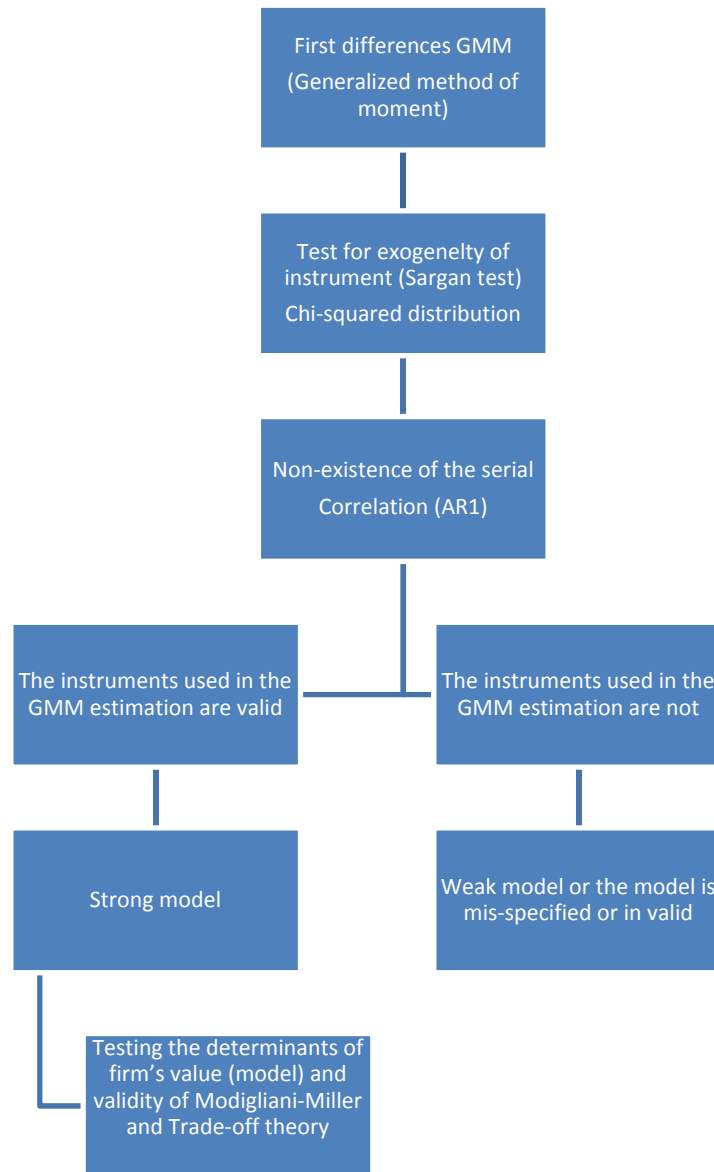 First differences GMM
(Generalized method of
moment)
Test for exogenelty of
instrument (Sargan test)
Chi-squared distribution
Non-existence of the serial
Correlation (AR1)
The instruments used in the
GMM estimation are valid
The instruments used in the
GMM estimation are not
Strong model
Weak model or the model is
mis-specified or in valid
Testing the determinants of
firm's value (model) and
validity of Modigliani-Miller
and Trade-off theory